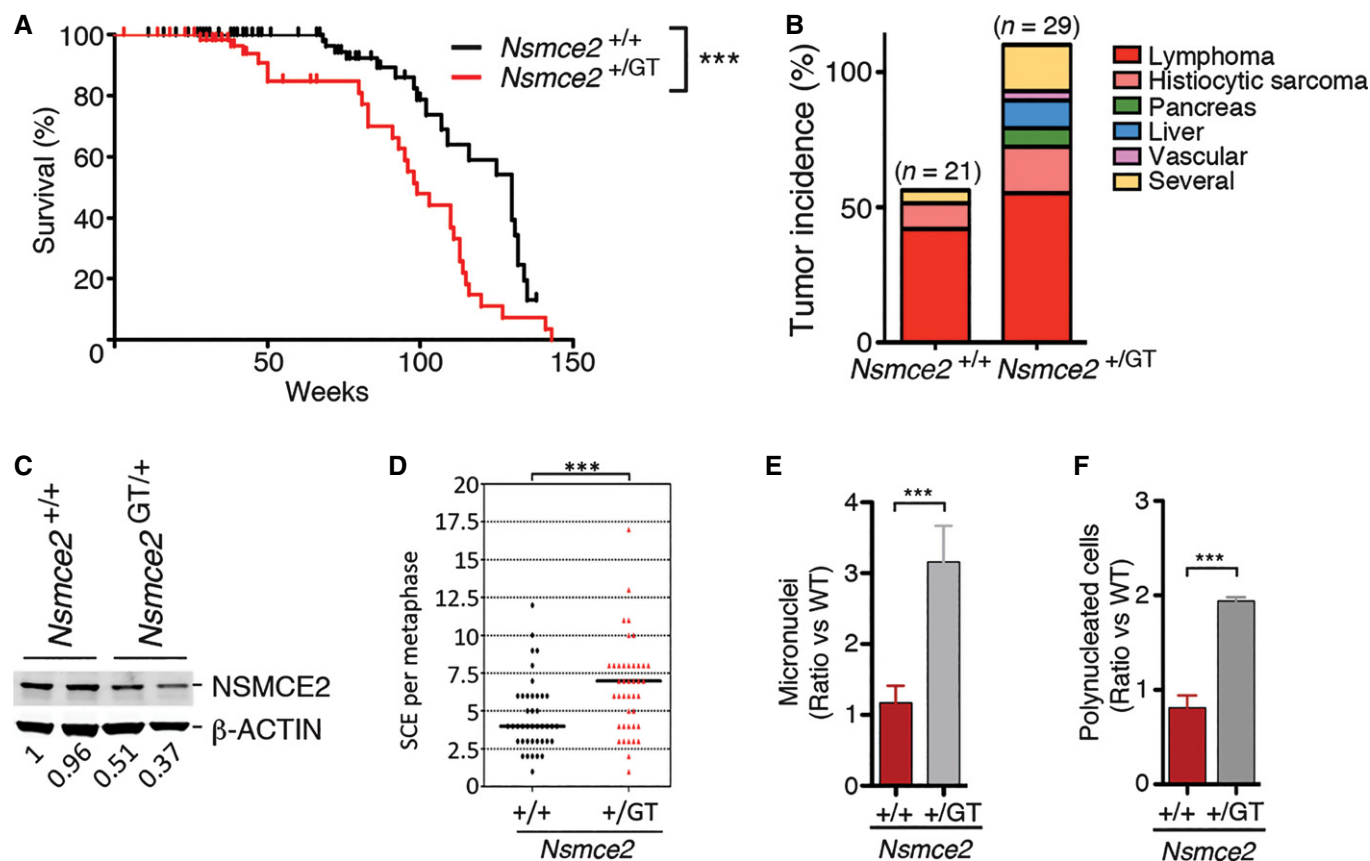 A
Survival (%)
100
80
60
40
20
0
50
100
150
Weeks
Nsmce2 +/+
Nsmce2 +/GT
***
B
Tumor incidence (%)
100
50
0
(n = 21)
(n = 29)
Nsmce2 +/+
Nsmce2 +/GT
Lymphoma
Histiocytic sarcoma
Pancreas
Liver
Vascular
Several
C
Nsmce2 +/+
Nsmce2 GT/+
NSMCE2
β-ACTIN
1
0.96
0.51
0.37
D
***
SCE per metaphase
20
17.5
15
12.5
10
7.5
5
2.5
0
+/+
+/GT
Nsmce2
E
***
Micronuclei
(Ratio vs WT)
4
3
2
1
0
+/+
+/GT
Nsmce2
F
***
Polynucleated cells
(Ratio vs WT)
3
2
1
0
+/+
+/GT
Nsmce2